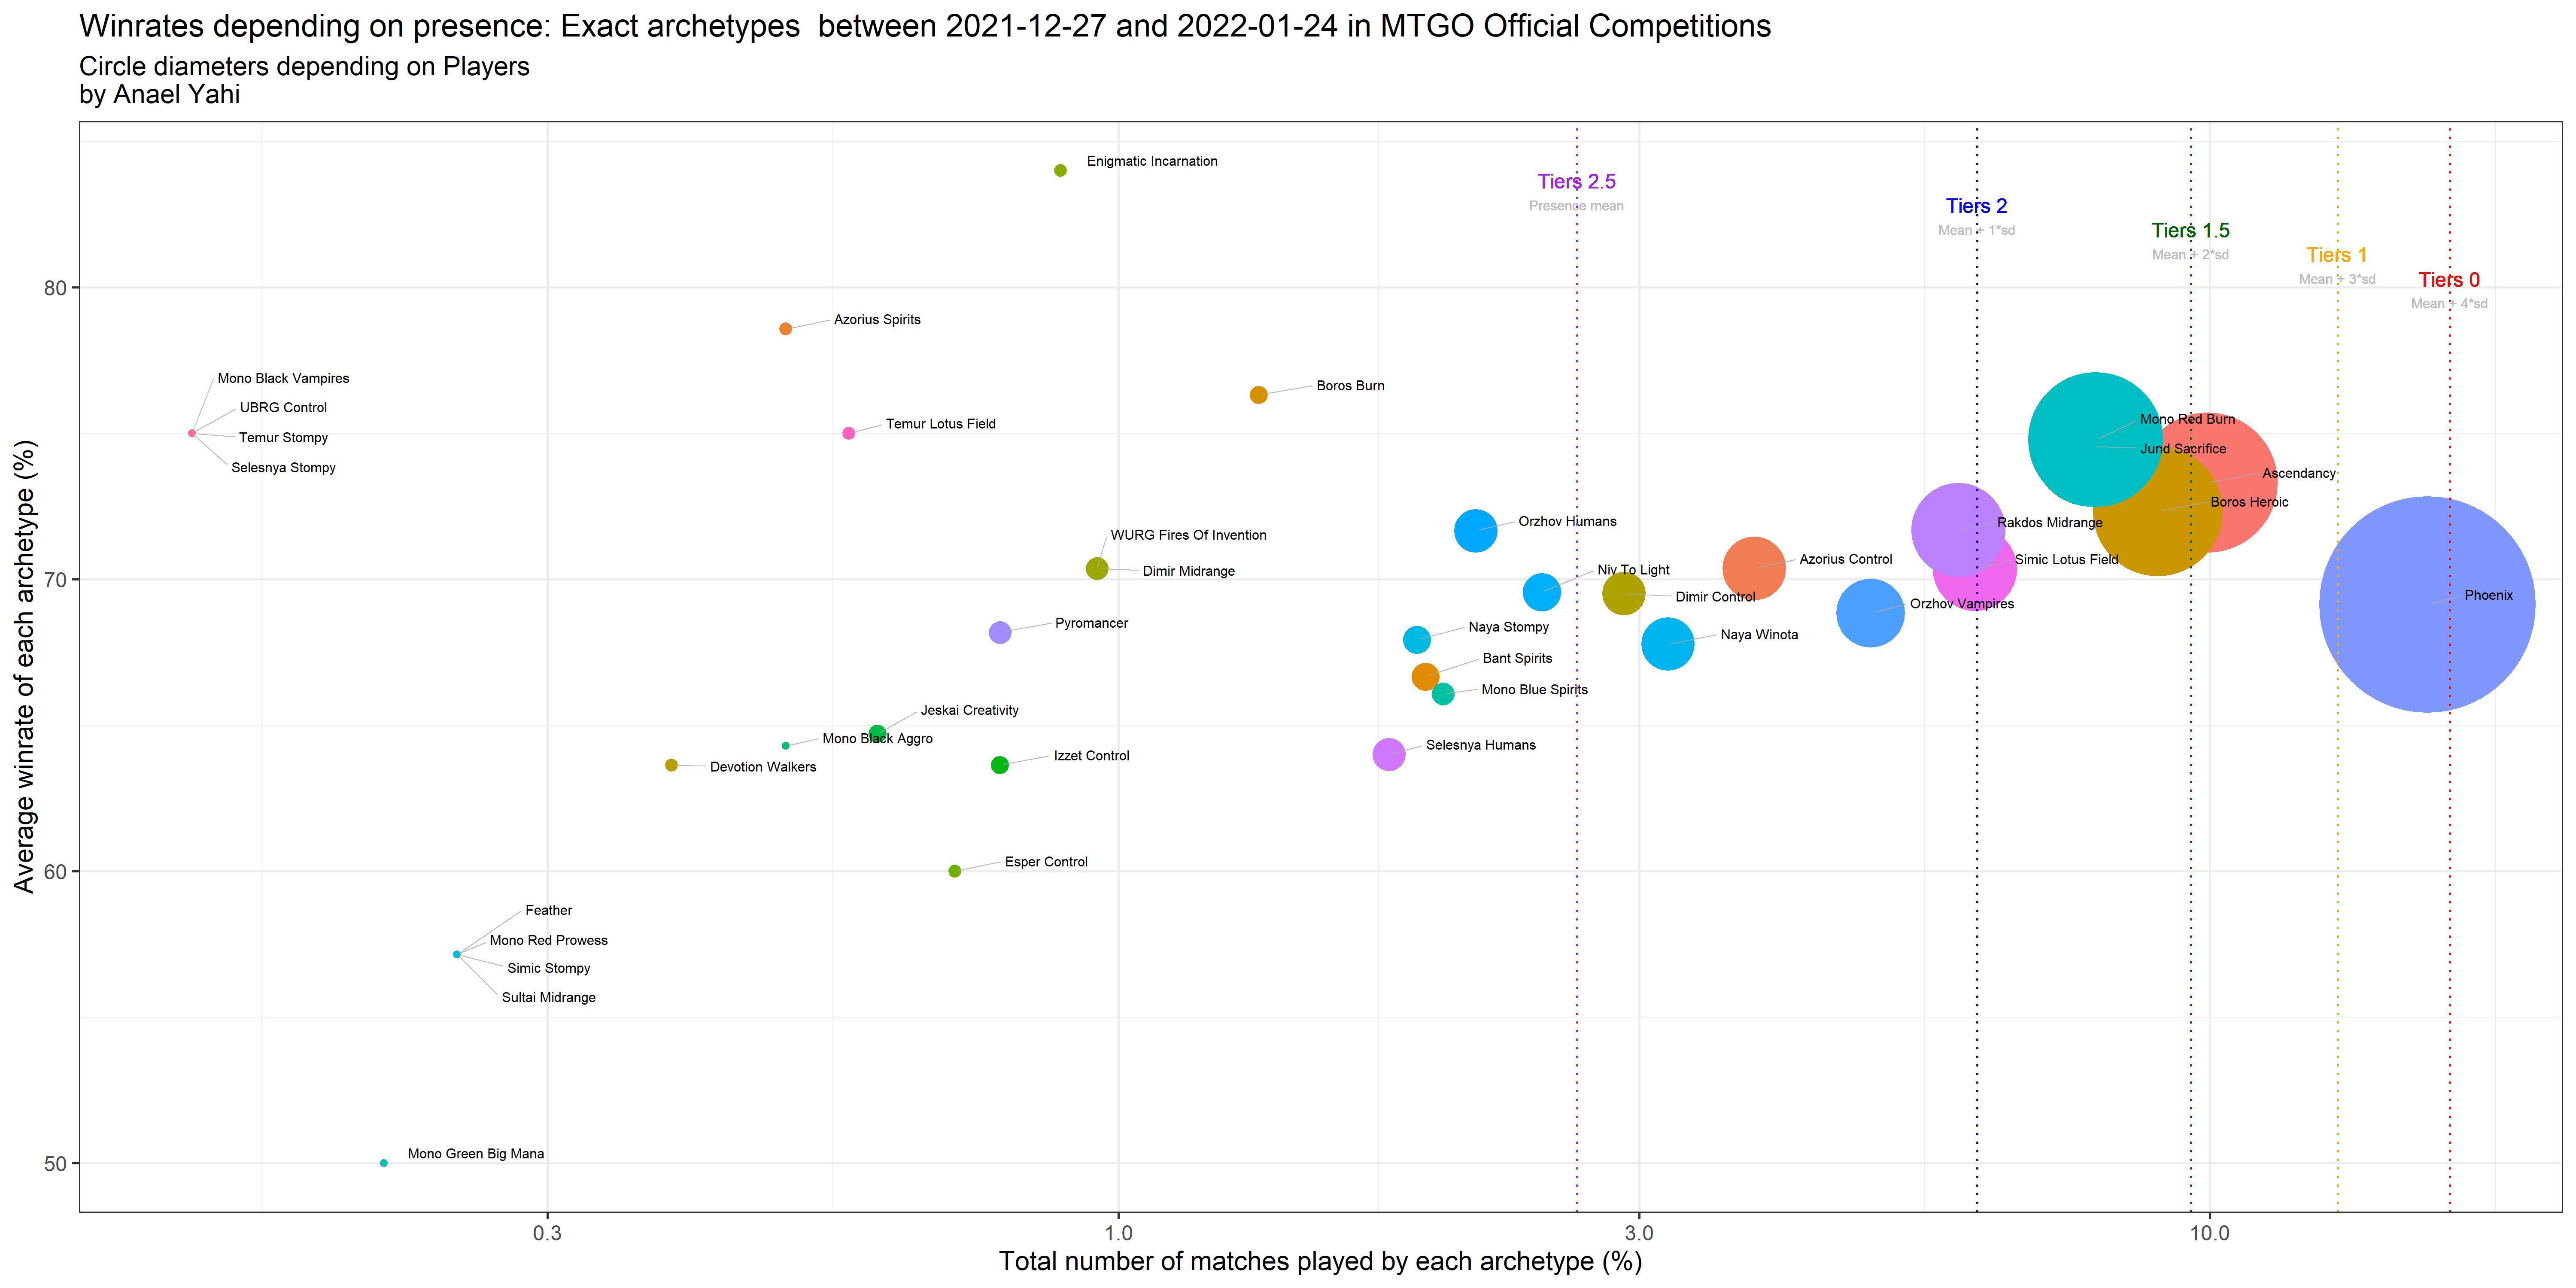 Winrates depending on presence: Exact archetypes  between 2021-12-27 and 2022-01-24 in MTGO Official Competitions
Circle diameters depending on Players
by Anael Yahi
Average winrate of each archetype (%)
80
70
60
50
Enigmatic Incarnation
Tiers 2.5
Presence mean
Tiers 2
Mean + 1*sd
Tiers 1.5
Mean + 2*sd
Tiers 1
Mean + 3*sd
Tiers 0
Mean + 4*sd
Azorius Spirits
Mono Black Vampires
UBRG Control
Temur Stompy
Selesnya Stompy
Boros Burn
Temur Lotus Field
Mono Red Burn
Jund Sacrifice
Ascendancy
Boros Heroic
Orzhov Humans
Rakdos Midrange
WURG Fires Of Invention
Dimir Midrange
Azorius Control
Simic Lotus Field
Niv To Light
Dimir Control
Orzhov Vampires
Phoenix
Pyromancer
Naya Stompy
Naya Winota
Bant Spirits
Mono Blue Spirits
Jeskai Creativity
Mono Black Aggro
Devotion Walkers
Izzet Control
Selesnya Humans
Esper Control
Feather
Mono Red Prowess
Simic Stompy
Sultai Midrange
Mono Green Big Mana
0.3
1.0
3.0
10.0
Total number of matches played by each archetype (%)